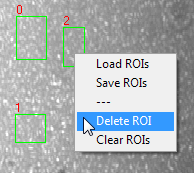 0
2
Load ROIs
Save ROIs
---
1
Delete ROI
Clear ROIs